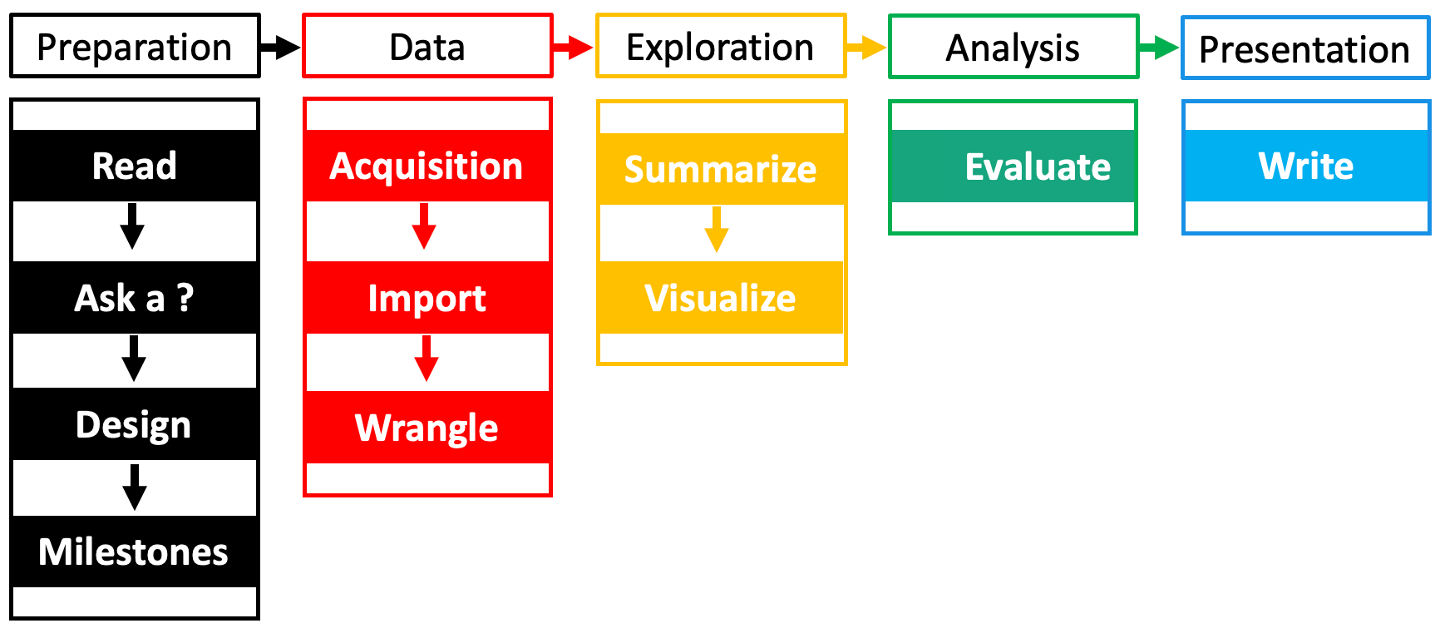 Preparation
Data
Exploration
Analysis
Presentation
Read
Ask a ?
Design
Milestones
Acquisition
Import
Wrangle
Summarize
Visualize
Evaluate
Write